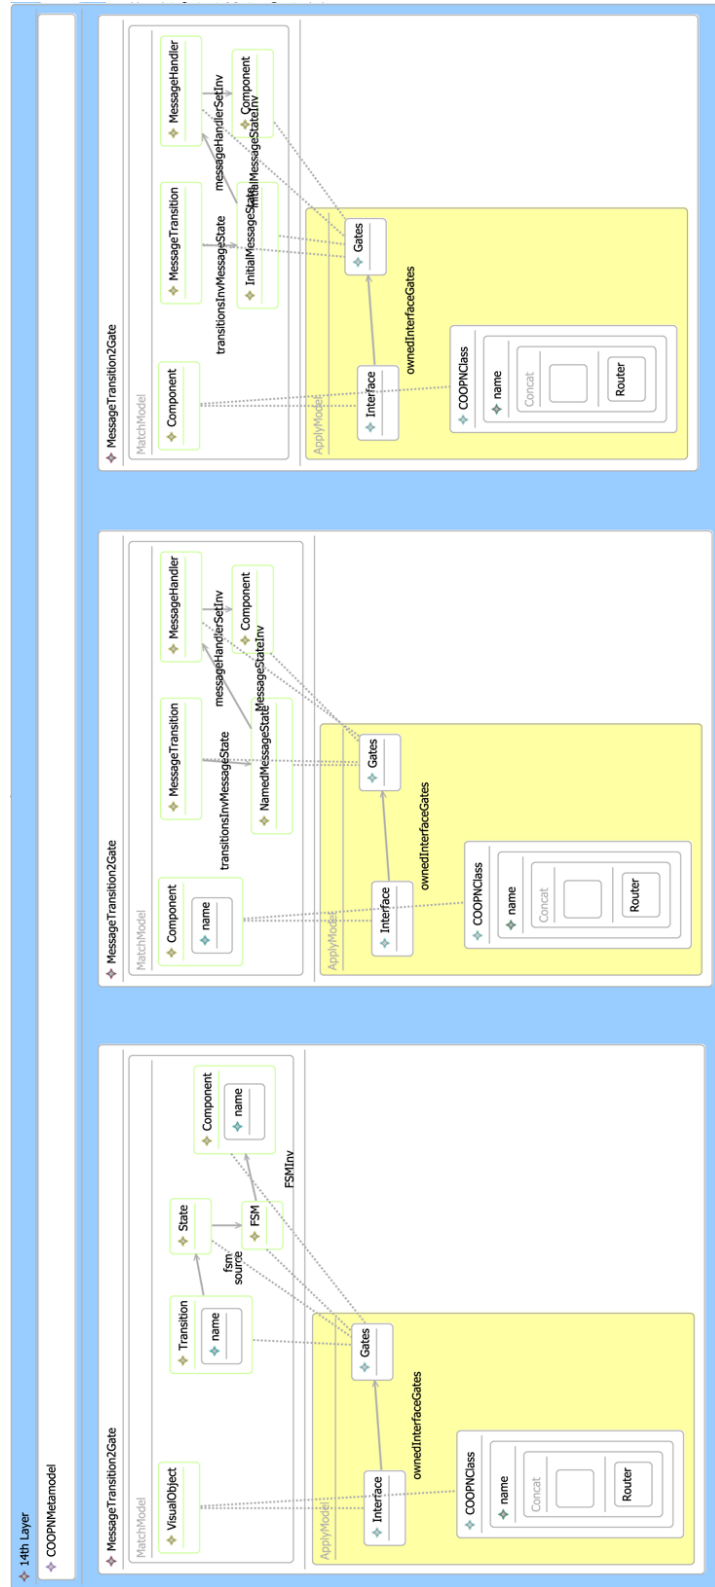 14th Layer
COOPNMetamodel
MessageTransition2Gate
MatchModel
VisualObject
Transition
name
State
source
fsm
FSM
FSMInv
Component
name
ApplyModel
Interface
Gates
ownedInterfaceGates
COOPNClass
name
Concat
Router
MessageTransition2Gate
MatchModel
Component
name
MessageTransition
transitionsInvMessageState
NamedMessageState
MessageStateInv
MessageHandler
messageHandlerSetInv
Component
ApplyModel
Interface
Gates
ownedInterfaceGates
COOPNClass
name
Concat
Router
MessageTransition2Gate
MatchModel
Component
MessageTransition
transitionsInvMessageState
InitialMessageState
InitialMessageStateInv
MessageHandler
messageHandlerSetInv
Component
ApplyModel
Interface
Gates
ownedInterfaceGates
COOPNClass
name
Concat
Router